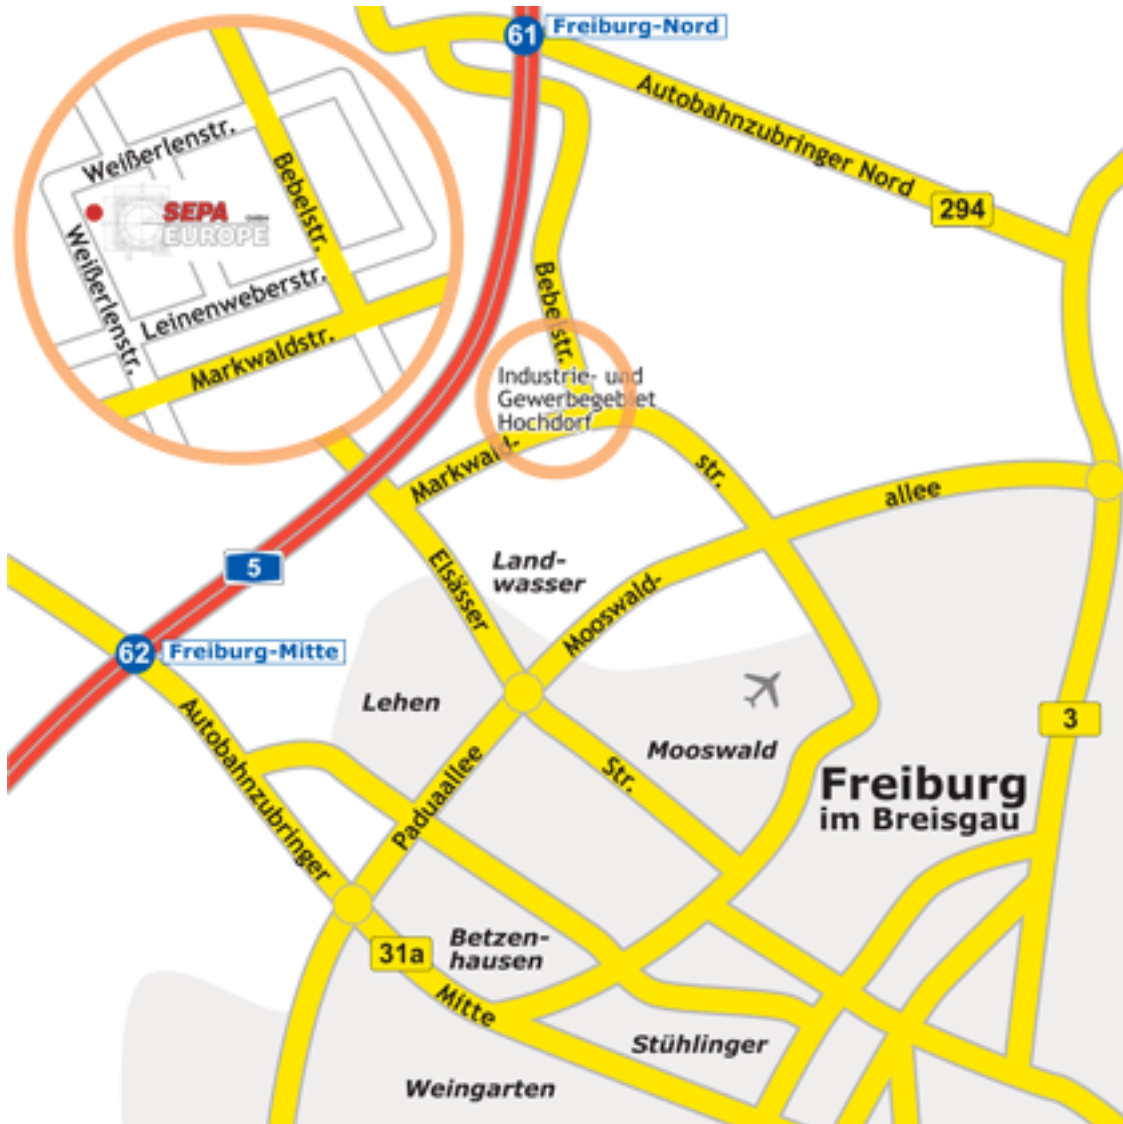 61
Freiburg-Nord
Autobahnzubringer Nord
294
Weißerlenstr.
Bebelstr.
SEPA GMBH
EUROPE
Weißerlenstr.
Leinenweberstr.
Markwaldstr.
Bebelstr.
Industrie- und
Gewerbegebiet
Hochdorf
Markwald-
str.
allee
5
Elsässer
Land-
wasser
Mooswald-
62
Freiburg-Mitte
Lehen
Autobahnzubringer
Paduaallee
Str.
Mooswald
3
Freiburg
im Breisgau
31a
Betzen-
hausen
Mitte
Stühlinger
Weingarten